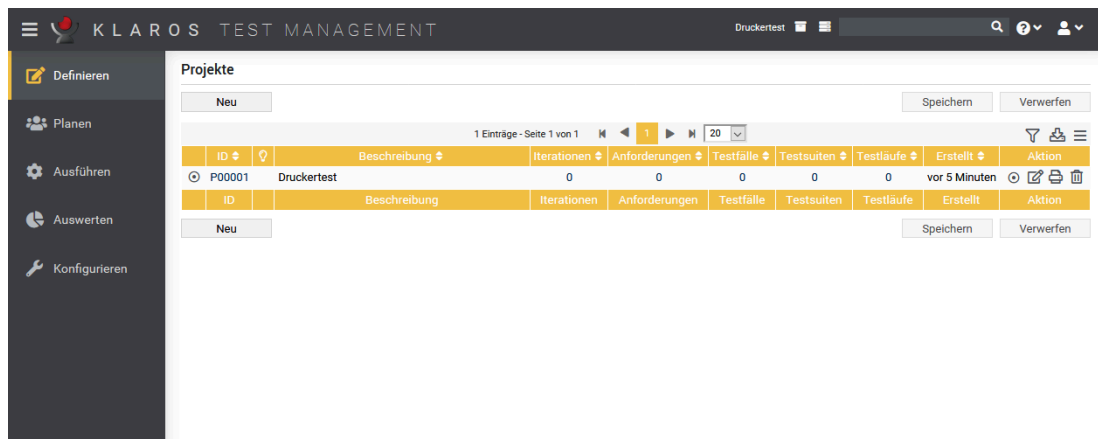 KLAROS TEST MANAGEMENT
Druckertest
Definieren
Planen
Ausführen
Auswerten
Konfigurieren
Projekte
Neu Speichern Verwerfen
1 Einträge - Seite 1 von 1 1 20
ID Beschreibung Iterationen Anforderungen Testfälle Testsuiten Testläufe Erstellt Aktion
P00001 Druckertest 0 0 0 0 0 vor 5 Minuten
ID Beschreibung Iterationen Anforderungen Testfälle Testsuiten Testläufe Erstellt Aktion
Neu Speichern Verwerfen